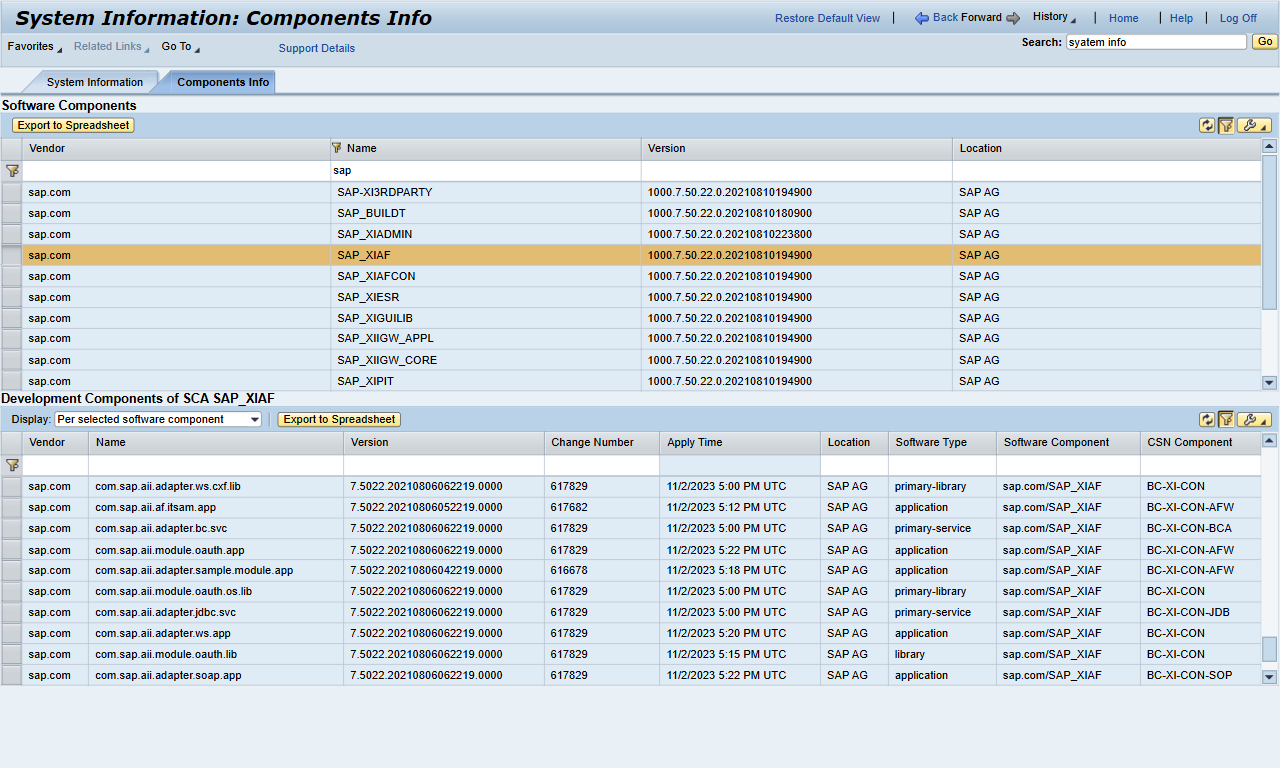 System Information: Components Info
Restore Default View | Back Forward History | Home | Help | Log Off
Favorites Related Links Go To Support Details
Search: syatem info Go
System Information Components Info
Software Components
Export to Spreadsheet
Vendor Name Version Location
sap
sap.com SAP-XI3RDPARTY 1000.7.50.22.0.20210810194900 SAP AG
sap.com SAP_BUILDT 1000.7.50.22.0.20210810180900 SAP AG
sap.com SAP_XIADMIN 1000.7.50.22.0.20210810223800 SAP AG
sap.com SAP_XIAF 1000.7.50.22.0.20210810194900 SAP AG
sap.com SAP_XIAFCON 1000.7.50.22.0.20210810194900 SAP AG
sap.com SAP_XIESR 1000.7.50.22.0.20210810194900 SAP AG
sap.com SAP_XIGUILIB 1000.7.50.22.0.20210810194900 SAP AG
sap.com SAP_XIIGW_APPL 1000.7.50.22.0.20210810194900 SAP AG
sap.com SAP_XIIGW_CORE 1000.7.50.22.0.20210810194900 SAP AG
sap.com SAP_XIPIT 1000.7.50.22.0.20210810194900 SAP AG
Development Components of SCA SAP_XIAF
Display: Per selected software component Export to Spreadsheet
Vendor Name Version Change Number Apply Time Location Software Type Software Component CSN Component
sap.com com.sap.aii.adapter.ws.cxf.lib 7.5022.20210806062219.0000 617829 11/2/2023 5:00 PM UTC SAP AG primary-library sap.com/SAP_XIAF BC-XI-CON
sap.com com.sap.aii.af.itsam.app 7.5022.20210806052219.0000 617682 11/2/2023 5:12 PM UTC SAP AG application sap.com/SAP_XIAF BC-XI-CON-AFW
sap.com com.sap.aii.adapter.bc.svc 7.5022.20210806062219.0000 617829 11/2/2023 5:00 PM UTC SAP AG primary-service sap.com/SAP_XIAF BC-XI-CON-BCA
sap.com com.sap.aii.module.oauth.app 7.5022.20210806062219.0000 617829 11/2/2023 5:22 PM UTC SAP AG application sap.com/SAP_XIAF BC-XI-CON-AFW
sap.com com.sap.aii.adapter.sample.module.app 7.5022.20210806042219.0000 616678 11/2/2023 5:18 PM UTC SAP AG application sap.com/SAP_XIAF BC-XI-CON-AFW
sap.com com.sap.aii.module.oauth.os.lib 7.5022.20210806062219.0000 617829 11/2/2023 5:00 PM UTC SAP AG primary-library sap.com/SAP_XIAF BC-XI-CON
sap.com com.sap.aii.adapter.jdbc.svc 7.5022.20210806062219.0000 617829 11/2/2023 5:00 PM UTC SAP AG primary-service sap.com/SAP_XIAF BC-XI-CON-JDB
sap.com com.sap.aii.adapter.ws.app 7.5022.20210806062219.0000 617829 11/2/2023 5:20 PM UTC SAP AG application sap.com/SAP_XIAF BC-XI-CON
sap.com com.sap.aii.module.oauth.lib 7.5022.20210806062219.0000 617829 11/2/2023 5:15 PM UTC SAP AG library sap.com/SAP_XIAF BC-XI-CON
sap.com com.sap.aii.adapter.soap.app 7.5022.20210806062219.0000 617829 11/2/2023 5:22 PM UTC SAP AG application sap.com/SAP_XIAF BC-XI-CON-SOP